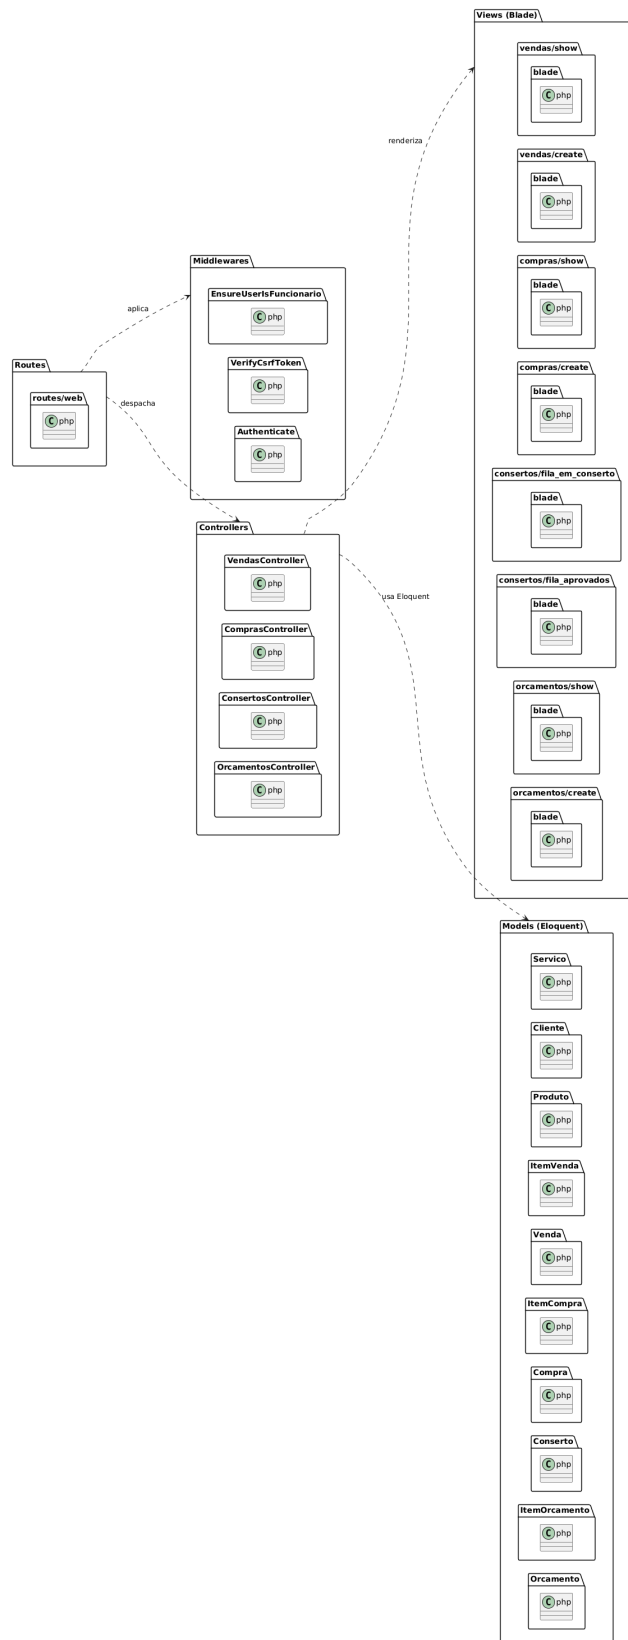 Views (Blade)
vendas/show
blade
C php
vendas/create
blade
C php
compras/show
blade
C php
compras/create
blade
C php
consertos/fila_em_conserto
blade
C php
consertos/fila_aprovados
blade
C php
orcamentos/show
blade
C php
orcamentos/create
blade
C php
renderiza
Middlewares
EnsureUserIsFuncionario
C php
VerifyCsrfToken
C php
Authenticate
C php
aplica
Routes
routes/web
C php
despacha
Controllers
VendasController
C php
ComprasController
C php
ConsertosController
C php
OrcamentosController
C php
usa Eloquent
Models (Eloquent)
Servico
C php
Cliente
C php
Produto
C php
ItemVenda
C php
Venda
C php
ItemCompra
C php
Compra
C php
Conserto
C php
ItemOrcamento
C php
Orcamento
C php